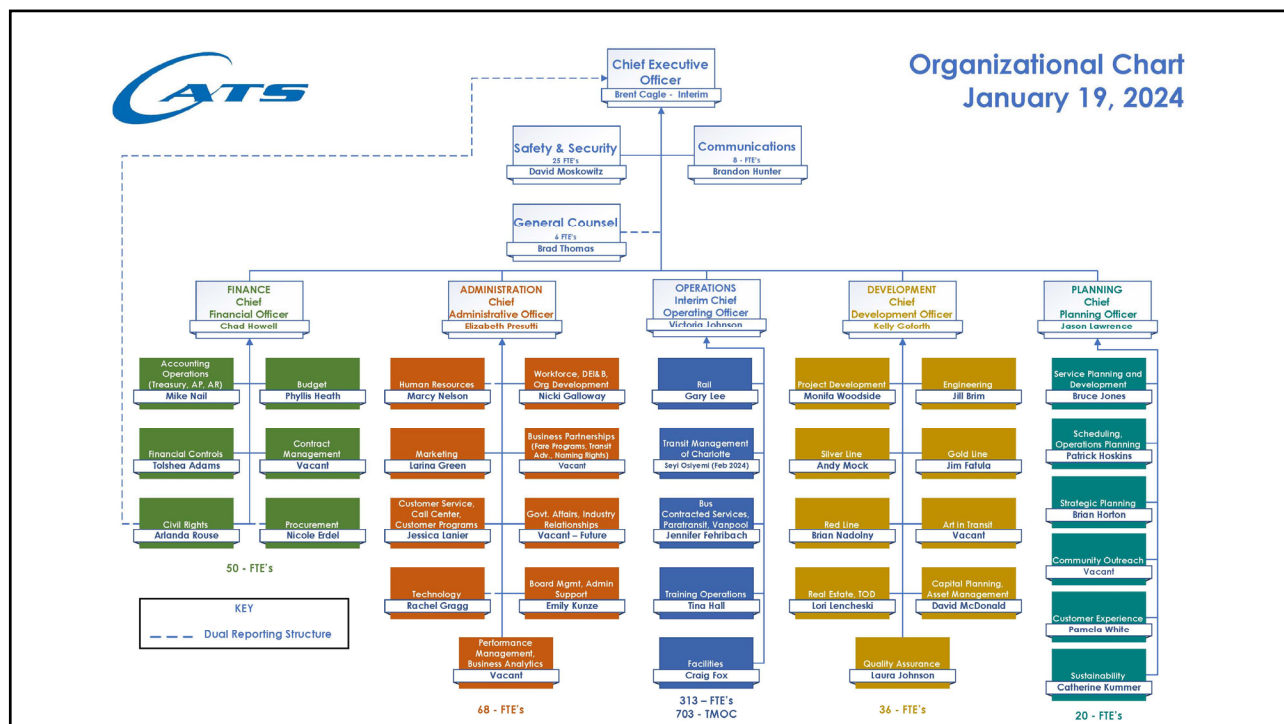 CATS
Organizational Chart
January 19, 2024
Chief Executive
Officer
Brent Cagle - Interim
Safety & Security
25 FTE's
David Moskowitz
Communications
8 - FTE's
Brandon Hunter
General Counsel
6 FTE's
Brad Thomas
FINANCE
Chief
Financial Officer
Chad Howell
ADMINISTRATION
Chief
Administrative Officer
Elizabeth Presutti
OPERATIONS
Interim Chief
Operating Officer
Victoria Johnson
DEVELOPMENT
Chief
Development Officer
Kelly Goforth
PLANNING
Chief
Planning Officer
Jason Lawrence
Accounting
Operations
(Treasury, AP, AR)
Mike Nail
Budget
Phyllis Heath
Financial Controls
Tolshea Adams
Contract
Management
Vacant
Civil Rights
Arlanda Rouse
Procurement
Nicole Erdel
50 - FTE's
KEY
Dual Reporting Structure
Human Resources
Marcy Nelson
Workforce, DEI&B,
Org Development
Nicki Galloway
Marketing
Larina Green
Business Partnerships
(Fare Programs, Transit
Adv., Naming Rights)
Vacant
Customer Service,
Call Center,
Customer Programs
Jessica Lanier
Govt. Affairs, Industry
Relationships
Vacant – Future
Technology
Rachel Gragg
Board Mgmt, Admin
Support
Emily Kunze
Performance
Management,
Business Analytics
Vacant
68 - FTE's
Rail
Gary Lee
Transit Management
of Charlotte
Seyi Osiyemi (Feb 2024)
Bus
Contracted Services,
Paratransit, Vanpool
Jennifer Fehribach
Training Operations
Tina Hall
Facilities
Craig Fox
313 – FTE's
703 - TMOC
Project Development
Monifa Woodside
Engineering
Jill Brim
Silver Line
Andy Mock
Gold Line
Jim Fatula
Red Line
Brian Nadolny
Art in Transit
Vacant
Real Estate, TOD
Lori Lencheski
Capital Planning,
Asset Management
David McDonald
Quality Assurance
Laura Johnson
36 - FTE's
Service Planning and
Development
Bruce Jones
Scheduling,
Operations Planning
Patrick Hoskins
Strategic Planning
Brian Horton
Community Outreach
Vacant
Customer Experience
Pamela White
Sustainability
Catherine Kummer
20 - FTE's